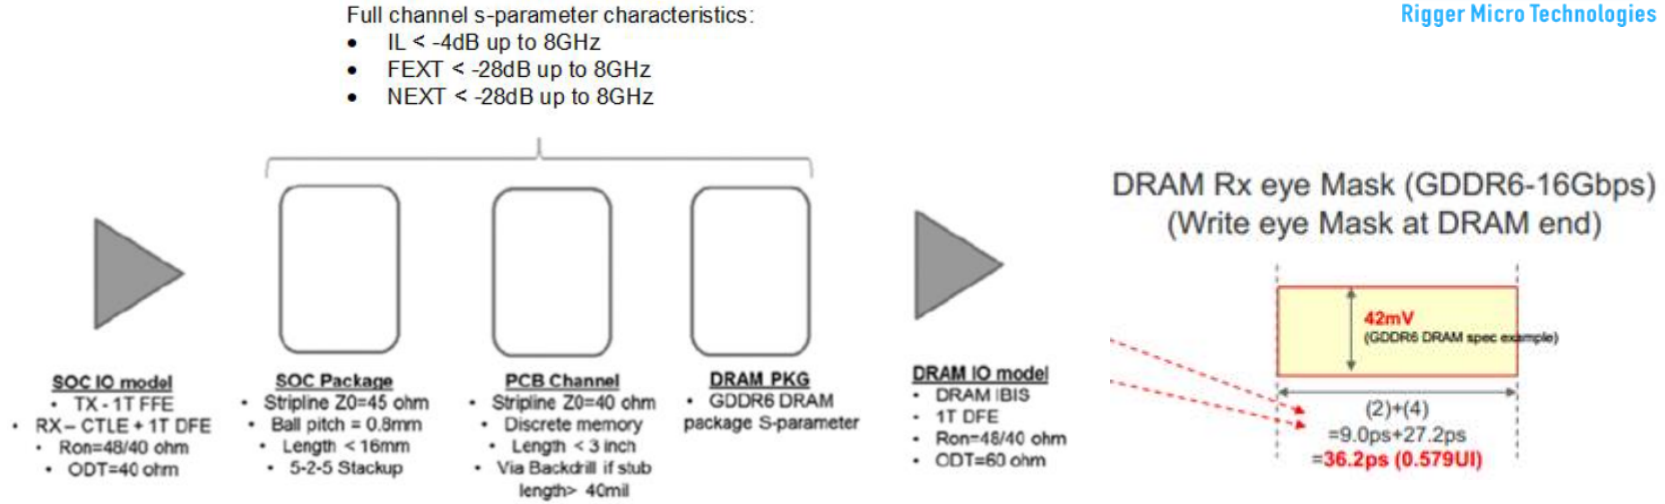 Rigger Micro Technologies
Full channel s-parameter characteristics:
• IL < -4dB up to 8GHz
• FEXT < -28dB up to 8GHz
• NEXT < -28dB up to 8GHz
SOC IO model
• TX - 1T FFE
• RX – CTLE + 1T DFE
• Ron=48/40 ohm
• ODT=40 ohm
SOC Package
• Stripline Z0=45 ohm
• Ball pitch = 0.8mm
• Length < 16mm
• 5-2-5 Stackup
PCB Channel
• Stripline Z0=40 ohm
• Discrete memory
• Length < 3 inch
• Via Backdrill if stub
length> 40mil
DRAM PKG
• GDDR6 DRAM
package S-parameter
DRAM IO model
• DRAM IBIS
• 1T DFE
• Ron=48/40 ohm
• ODT=60 ohm
DRAM Rx eye Mask (GDDR6-16Gbps)
(Write eye Mask at DRAM end)
42mV
(GDDR6 DRAM spec example)
(2)+(4)
=9.0ps+27.2ps
=36.2ps (0.579UI)